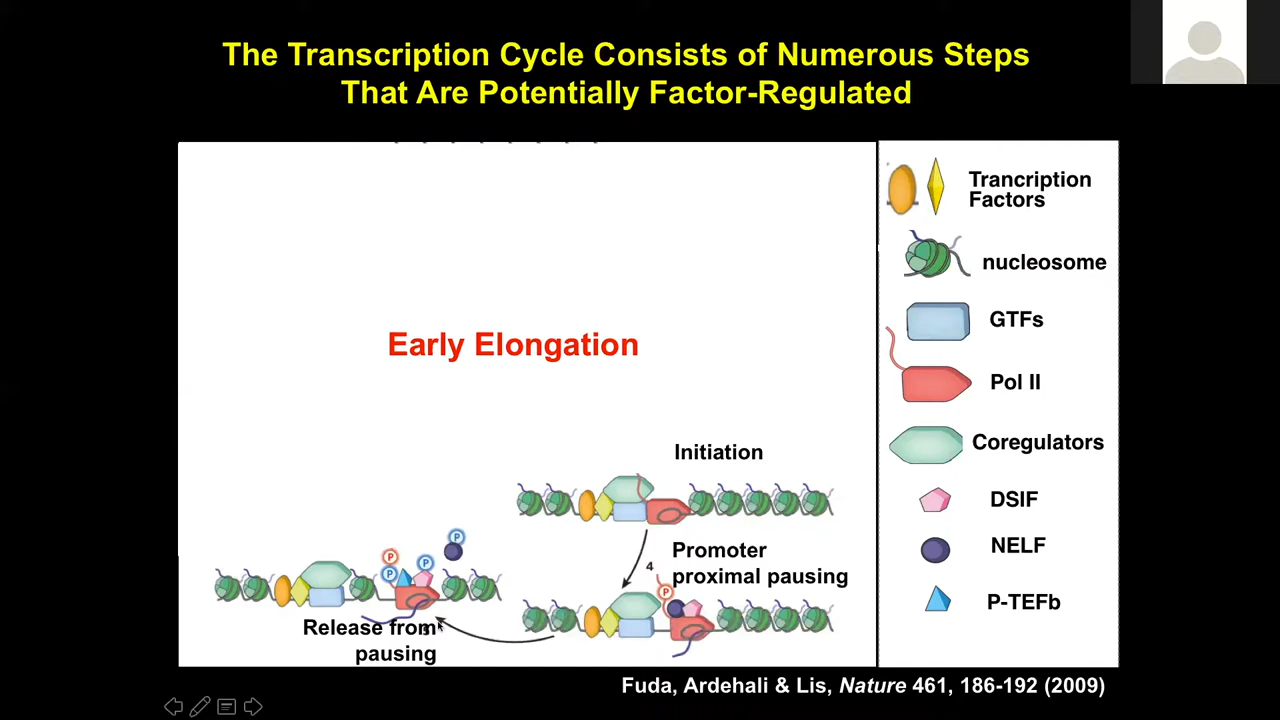 The Transcription Cycle Consists of Numerous Steps
That Are Potentially Factor-Regulated
Early Elongation
Initiation
Promoter
proximal pausing
4
P
P
P
P
P
Release from
pausing
Trancription
Factors
nucleosome
GTFs
Pol II
Coregulators
DSIF
NELF
P-TEFb
Fuda, Ardehali & Lis, Nature 461, 186-192 (2009)